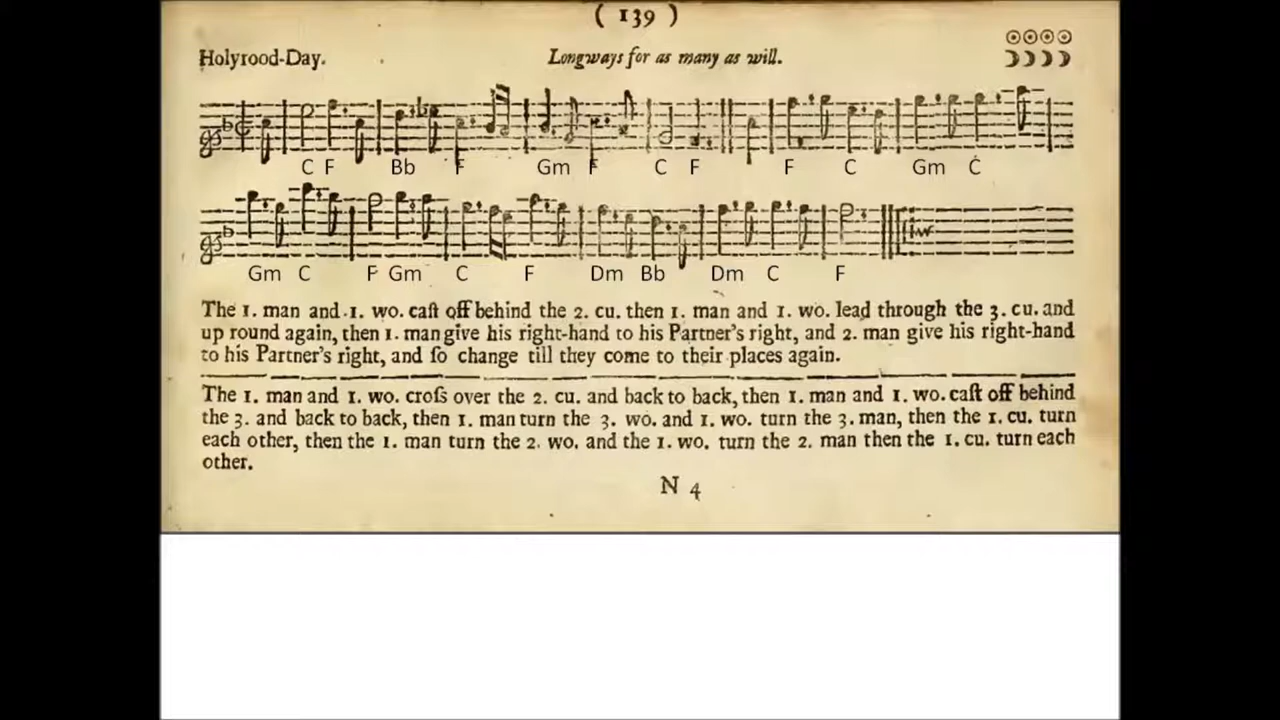 ( 139 )
Holyrood-Day. Longways for as many as will.
C F Bb F Gm F C F F C Gm C
Gm C F Gm C F Dm Bb Dm C F
The 1. man and 1. wo. caſt off behind the 2. cu. then 1. man and 1. wo. lead through the 3. cu. and
up round again, then 1. man give his right-hand to his Partner's right, and 2. man give his right-hand
to his Partner's right, and ſo change till they come to their places again.
The 1. man and 1. wo. croſs over the 2. cu. and back to back, then 1. man and 1. wo. caſt off behind
the 3. and back to back, then 1. man turn the 3. wo. and 1. wo. turn the 3. man, then the 1. cu. turn
each other, then the 1. man turn the 2. wo. and the 1. wo. turn the 2. man then the 1. cu. turn each
other.
N 4